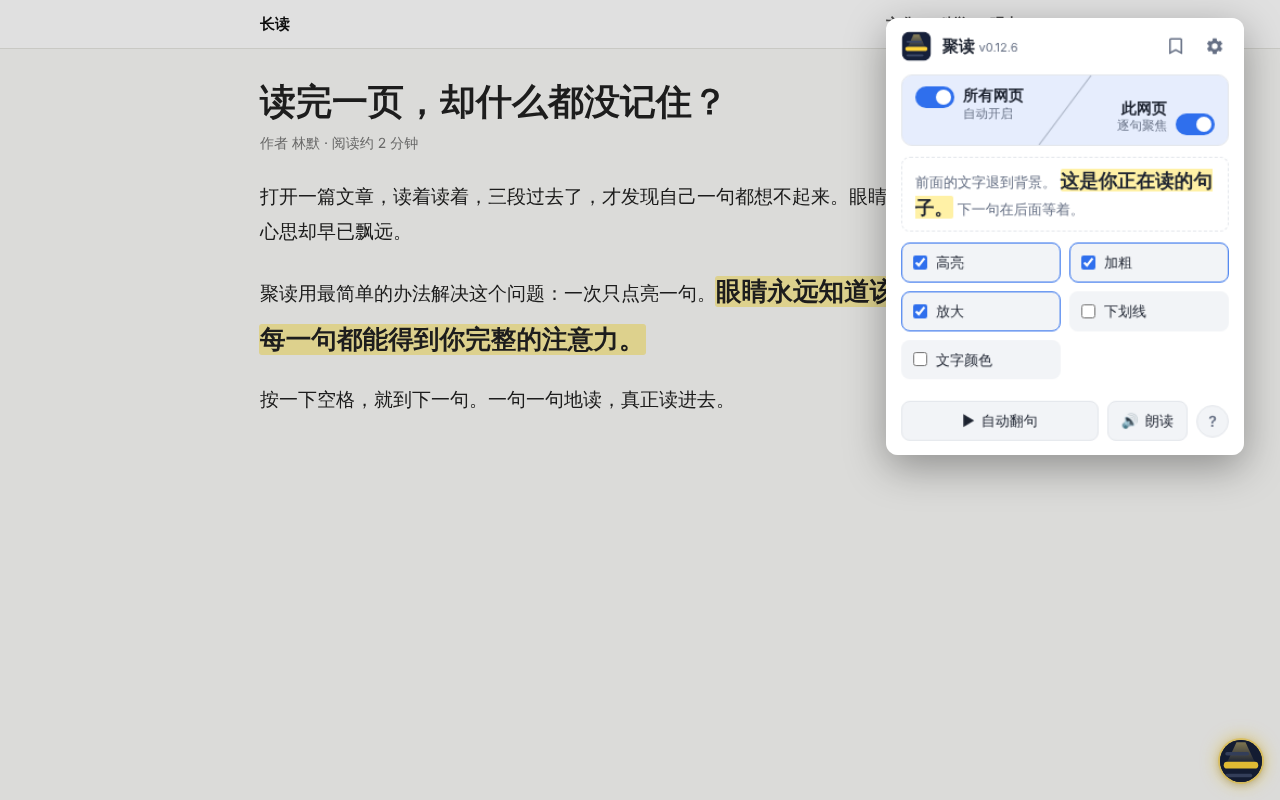 长读
读完一页，却什么都没记住？
作者 林默 · 阅读约 2 分钟
打开一篇文章，读着读着，三段过去了，才发现自己一句都想不起来。眼睛
心思却早已飘远。
聚读用最简单的办法解决这个问题：一次只点亮一句。眼睛永远知道该
每一句都能得到你完整的注意力。
按一下空格，就到下一句。一句一句地读，真正读进去。
聚读 v0.12.6
所有网页
自动开启
此网页
逐句聚焦
前面的文字退到背景。 这是你正在读的句
子。 下一句在后面等着。
高亮
加粗
放大
下划线
文字颜色
▶ 自动翻句
🔊 朗读
?